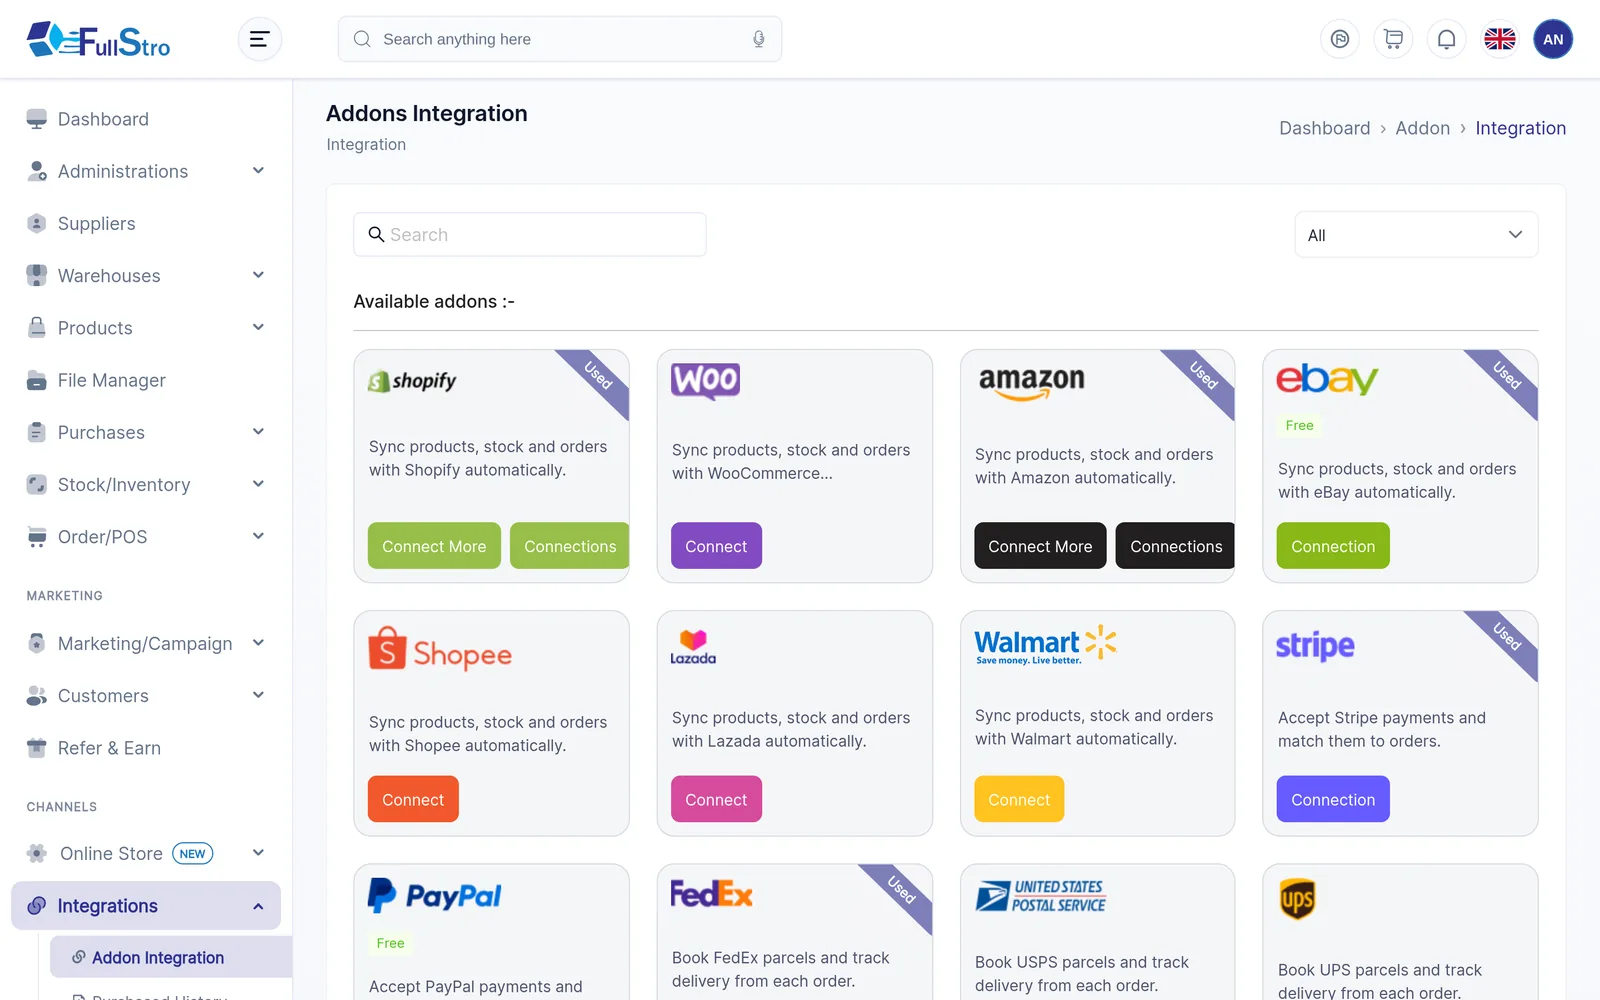 FullStro
Search anything here
AN
Dashboard
Administrations
Suppliers
Warehouses
Products
File Manager
Purchases
Stock/Inventory
Order/POS
MARKETING
Marketing/Campaign
Customers
Refer & Earn
CHANNELS
Online Store NEW
Integrations
Addon Integration
Purchased History
Addons Integration
Integration
Dashboard › Addon › Integration
Search
All
Available addons :-
shopify
Used
Sync products, stock and orders
with Shopify automatically.
Connect More Connections
WOO
Sync products, stock and orders
with WooCommerce...
Connect
amazon
Used
Sync products, stock and orders
with Amazon automatically.
Connect More Connections
ebay
Used
Free
Sync products, stock and orders
with eBay automatically.
Connection
Shopee
Sync products, stock and orders
with Shopee automatically.
Connect
Lazada
Sync products, stock and orders
with Lazada automatically.
Connect
Walmart
Save money. Live better.
Sync products, stock and orders
with Walmart automatically.
Connect
stripe
Used
Accept Stripe payments and
match them to orders.
Connection
PayPal
Free
Accept PayPal payments and
FedEx
Used
Book FedEx parcels and track
delivery from each order.
UNITED STATES
POSTAL SERVICE
Book USPS parcels and track
delivery from each order.
ups
Book UPS parcels and track
delivery from each order.